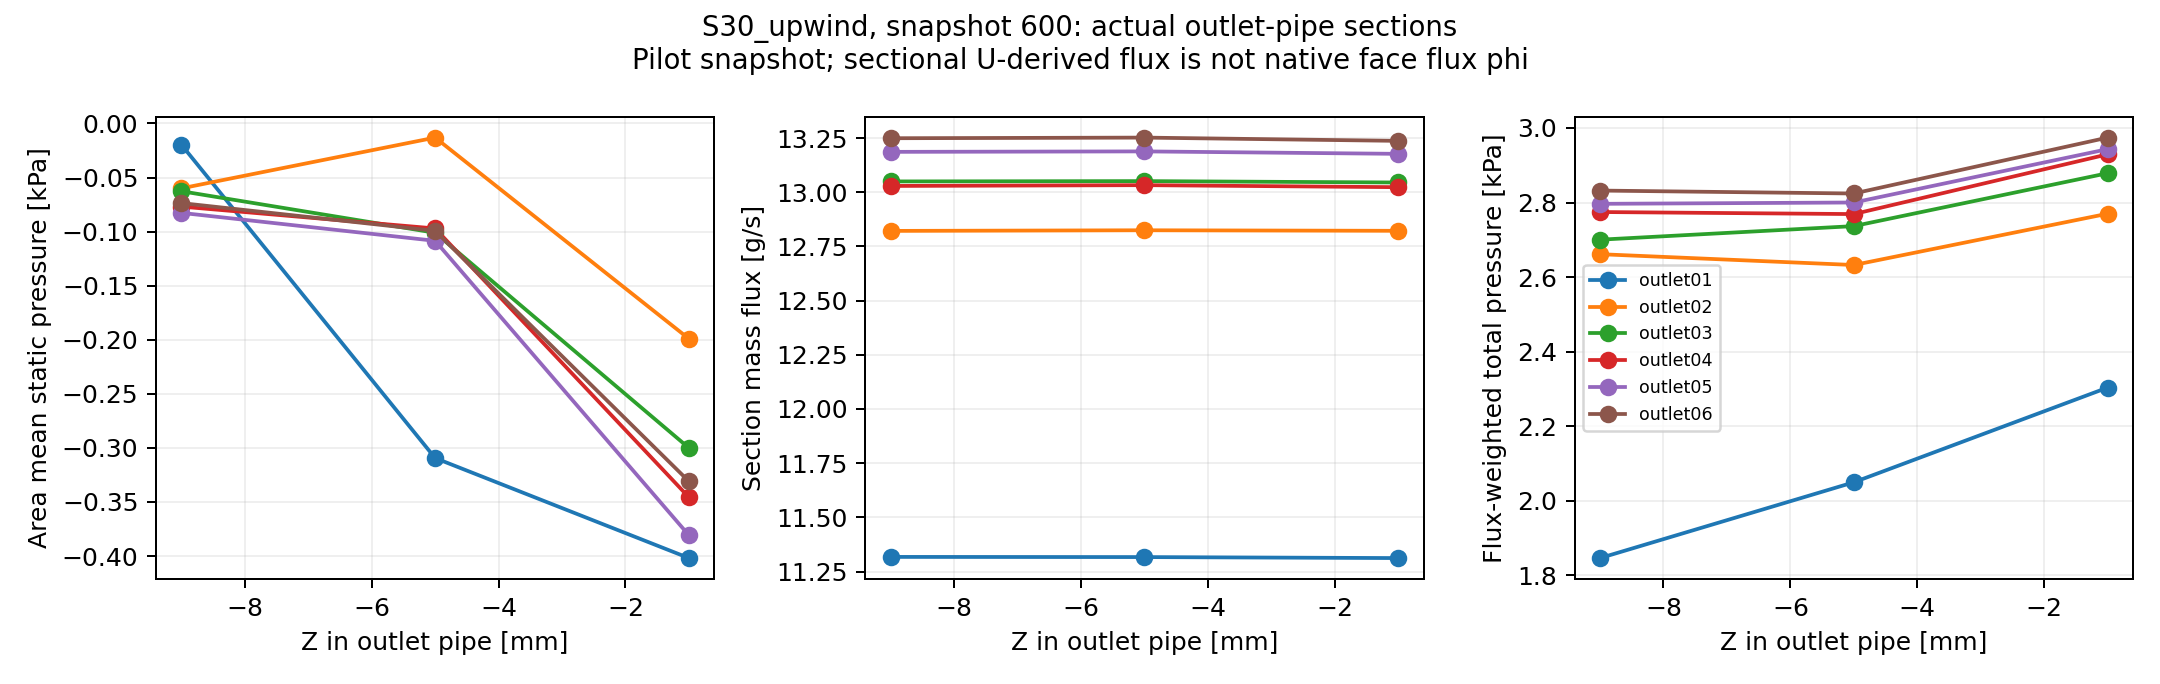 S30_upwind, snapshot 600: actual outlet-pipe sections
Pilot snapshot; sectional U-derived flux is not native face flux phi
Area mean static pressure [kPa]
0.00
−0.05
−0.10
−0.15
−0.20
−0.25
−0.30
−0.35
−0.40
−8
−6
−4
−2
Z in outlet pipe [mm]
Section mass flux [g/s]
13.25
13.00
12.75
12.50
12.25
12.00
11.75
11.50
11.25
−8
−6
−4
−2
Z in outlet pipe [mm]
Flux-weighted total pressure [kPa]
3.0
2.8
2.6
2.4
2.2
2.0
1.8
outlet01
outlet02
outlet03
outlet04
outlet05
outlet06
−8
−6
−4
−2
Z in outlet pipe [mm]